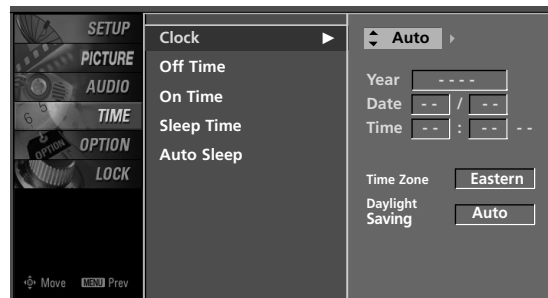 SETUP
PICTURE
AUDIO
TIME
OPTION
LOCK
Move MENU Prev
Clock
Off Time
On Time
Sleep Time
Auto Sleep
Auto
Year - - - -
Date - - / - -
Time - - : - - - -
Time Zone Eastern
Daylight
Saving Auto